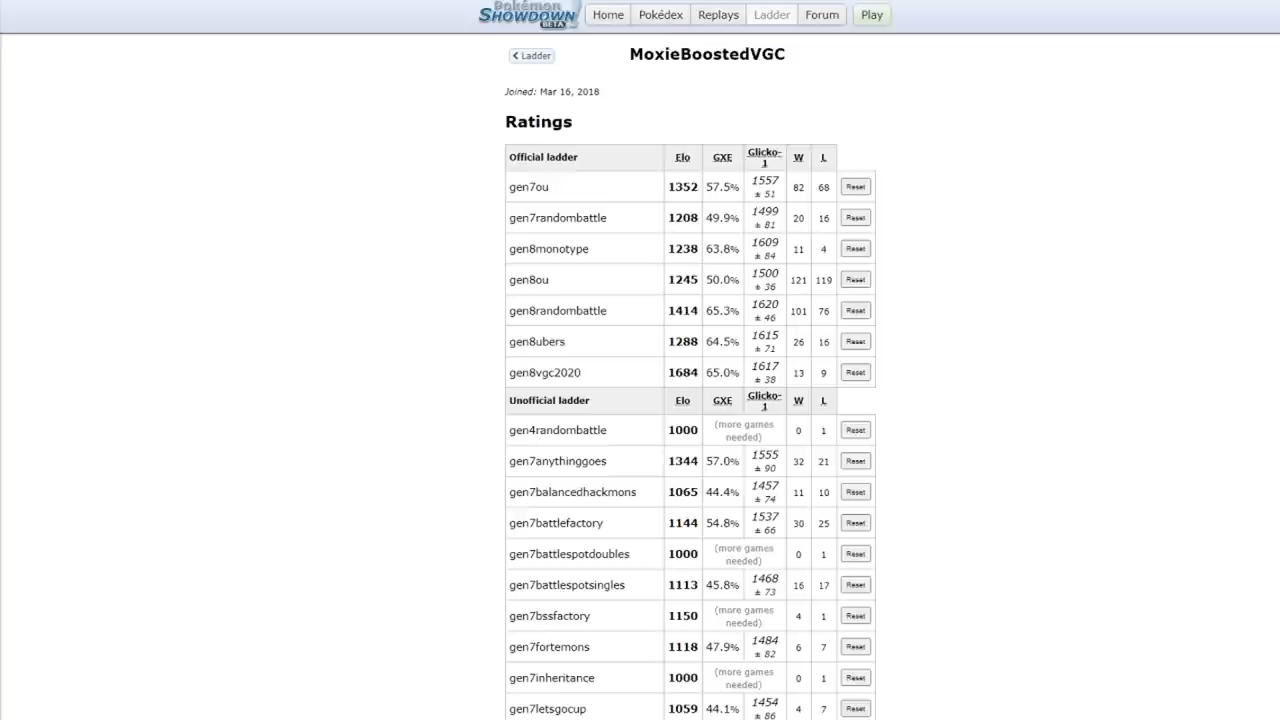 Pokémon
SHOWDOWN
BETA
Home Pokédex Replays Ladder Forum Play
Ladder
MoxieBoostedVGC
Joined: Mar 16, 2018
Ratings
Official ladder Elo GXE Glicko-1 W L
gen7ou 1352 57.5% 1557 ± 51 82 68 Reset
gen7randombattle 1208 49.9% 1499 ± 81 20 16 Reset
gen8monotype 1238 63.8% 1609 ± 84 11 4 Reset
gen8ou 1245 50.0% 1500 ± 36 121 119 Reset
gen8randombattle 1414 65.3% 1620 ± 46 101 76 Reset
gen8ubers 1288 64.5% 1615 ± 71 26 16 Reset
gen8vgc2020 1684 65.0% 1617 ± 38 13 9 Reset
Unofficial ladder Elo GXE Glicko-1 W L
gen4randombattle 1000 (more games needed) 0 1 Reset
gen7anythinggoes 1344 57.0% 1555 ± 90 32 21 Reset
gen7balancedhackmons 1065 44.4% 1457 ± 74 11 10 Reset
gen7battlefactory 1144 54.8% 1537 ± 66 30 25 Reset
gen7battlespotdoubles 1000 (more games needed) 0 1 Reset
gen7battlespotsingles 1113 45.8% 1468 ± 73 16 17 Reset
gen7bssfactory 1150 (more games needed) 4 1 Reset
gen7fortemons 1118 47.9% 1484 ± 82 6 7 Reset
gen7inheritance 1000 (more games needed) 0 1 Reset
gen7letsgocup 1059 44.1% 1454 ± 86 4 7 Reset